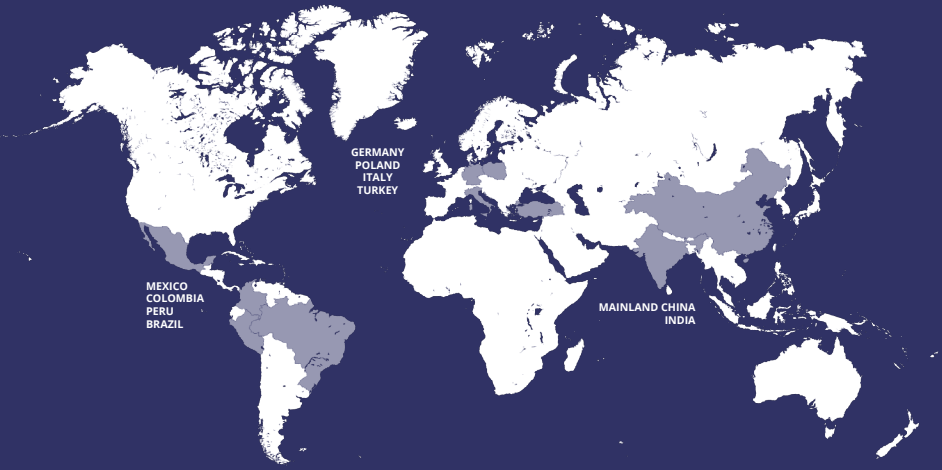 GERMANY
POLAND
ITALY
TURKEY
MEXICO
COLOMBIA
PERU
BRAZIL
MAINLAND CHINA
INDIA